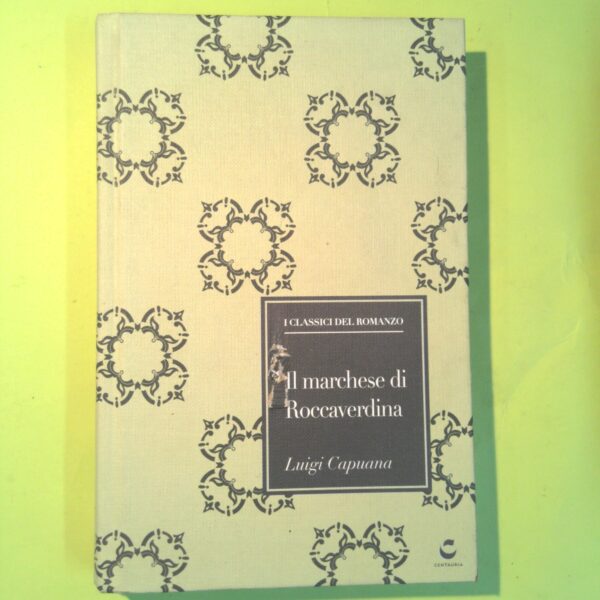 I CLASSICI DEL ROMANZO
Il marchese di
Roccaverdina
Luigi Capuana
CENTAURIA